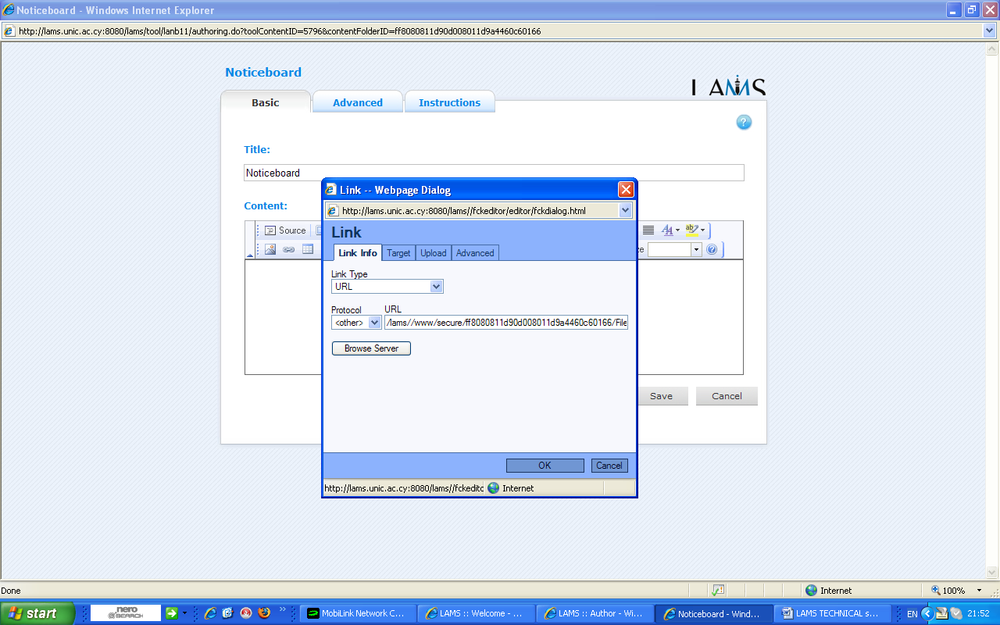 Noticeboard - Windows Internet Explorer
http://lams.unic.ac.cy:8080/lams/tool/lanb11/authoring.do?toolContentID=5796&contentFolderID=ff8080811d90d008011d9a4460c60166
Noticeboard
LAMS
Basic Advanced Instructions
?
Title:
Noticeboard
Content:
Source
Link -- Webpage Dialog
http://lams.unic.ac.cy:8080/lams//fckeditor/editor/fckdialog.html
Link
Link Info Target Upload Advanced
Link Type
URL
Protocol URL
<other> /lams//www/secure/ff8080811d90d008011d9a4460c60166/File
Browse Server
OK Cancel
http://lams.unic.ac.cy:8080/lams//fckeditc Internet
Save Cancel
Done Internet 100%
start nero SEARCH MobiLink Network C... LAMS :: Welcome - ... LAMS :: Author - Wi... Noticeboard - Wind... LAMS TECHNICAL s... EN 21:52